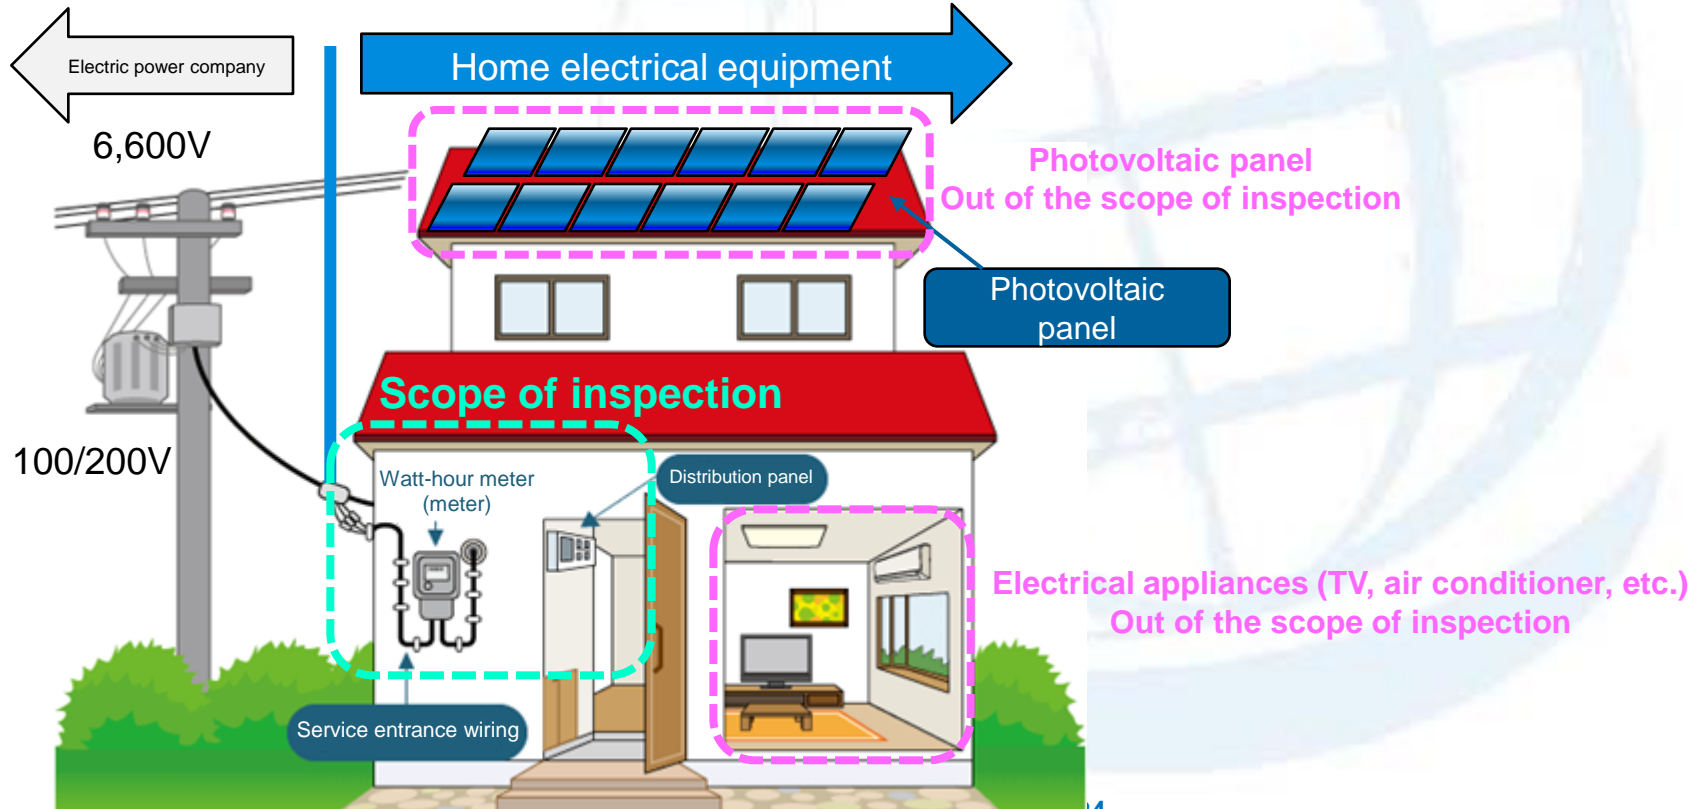 Electric power company
Home electrical equipment
6,600V
Photovoltaic panel
Out of the scope of inspection
Photovoltaic
panel
Scope of inspection
100/200V
Watt-hour meter
(meter)
Distribution panel
Electrical appliances (TV, air conditioner, etc.)
Out of the scope of inspection
Service entrance wiring